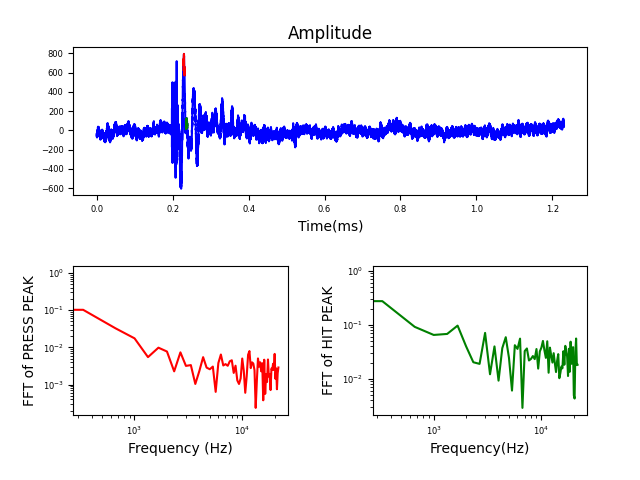 Amplitude
800
600
400
200
0
−200
−400
−600
0.0 0.2 0.4 0.6 0.8 1.0 1.2
Time(ms)
FFT of PRESS PEAK
10⁰
10⁻¹
10⁻²
10⁻³
10³ 10⁴
Frequency (Hz)
FFT of HIT PEAK
10⁰
10⁻¹
10⁻²
10³ 10⁴
Frequency(Hz)